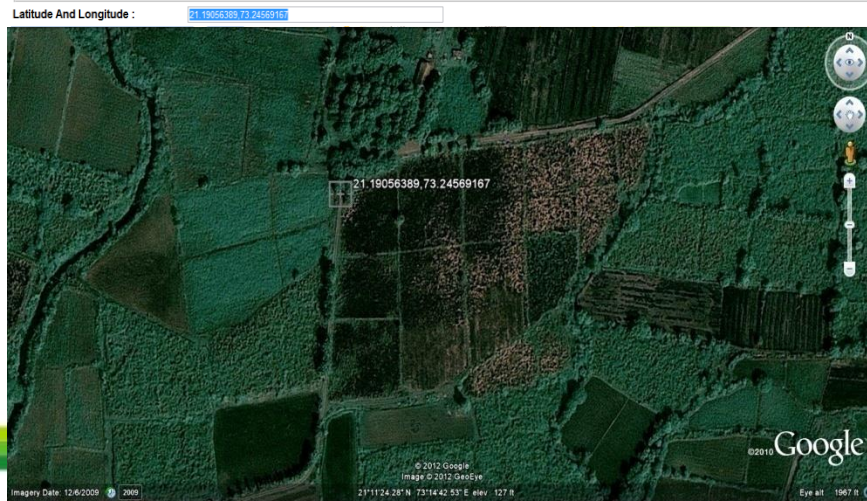 Latitude And Longitude :
21.19056389,73.24569167
N
21.19056389,73.24569167
© 2012 Google
Image © 2012 GeoEye
©2010 Google
Imagery Date: 12/6/2009 2009
21°11'24.28" N 73°14'42.53" E elev 127 ft
Eye alt 1967 ft